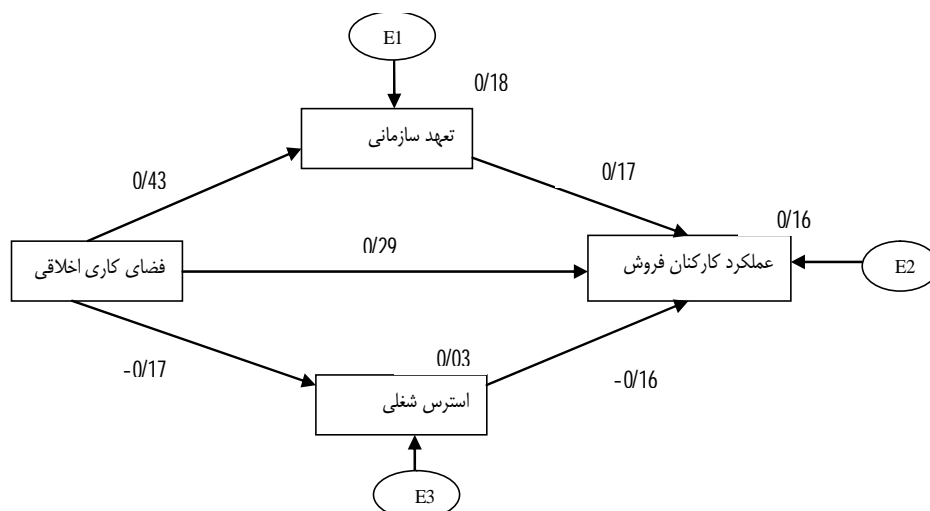 E1
0/18
تعهد سازمانی
0/43
0/17
0/16
0/29
فضای کاری اخلاقی
عملکرد کارکنان فروش
E2
0/03
-0/17
-0/16
استرس شغلی
E3